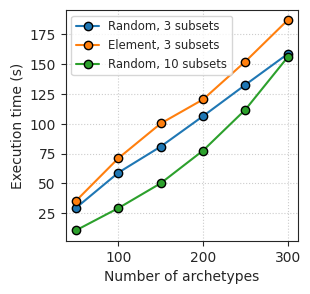 Random, 3 subsets
Element, 3 subsets
Random, 10 subsets
Execution time (s)
175
150
125
100
75
50
25
100
200
300
Number of archetypes